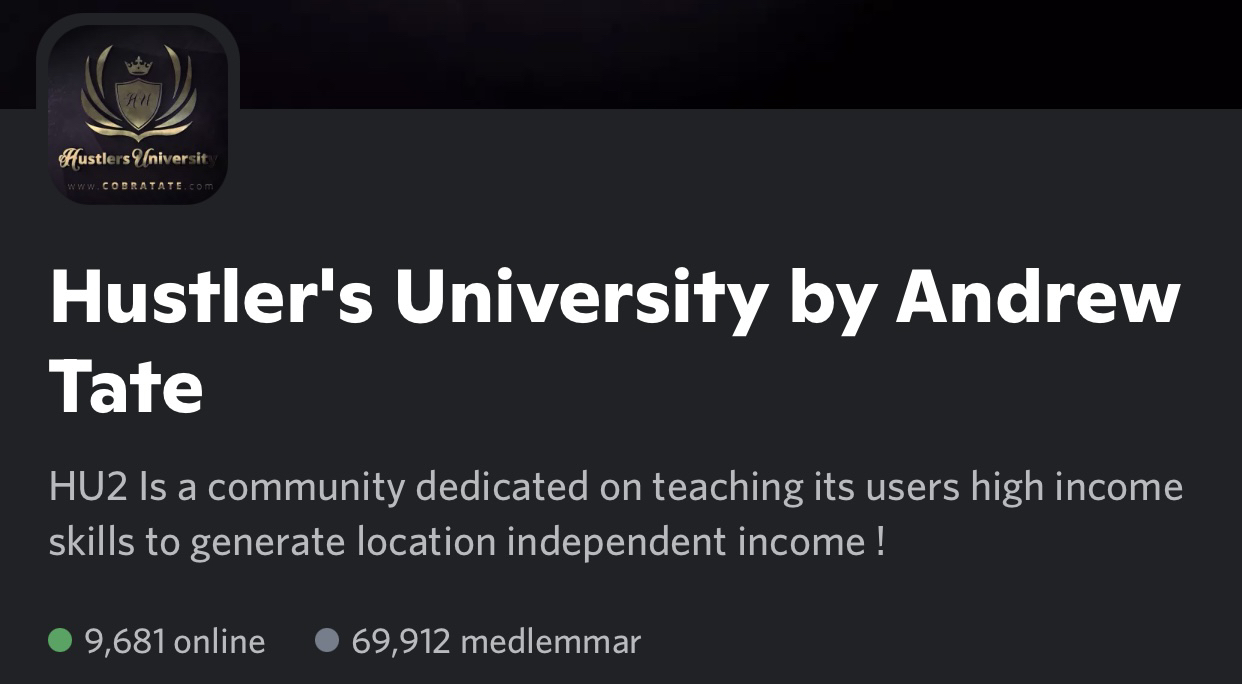 HU
Hustlers University
www.COBRATATE.com
Hustler's University by Andrew
Tate
HU2 Is a community dedicated on teaching its users high income
skills to generate location independent income !
9,681 online 69,912 medlemmar